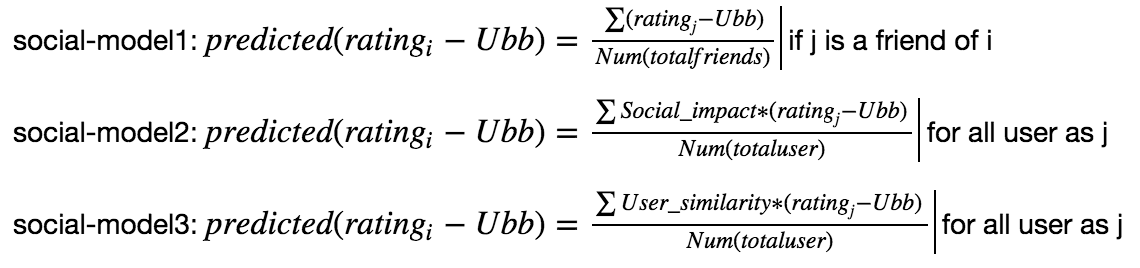 social-model1: predicted(rating_i − Ubb) = ∑(rating_j−Ubb) / Num(totalfriends) | if j is a friend of i
social-model2: predicted(rating_i − Ubb) = ∑ Social_impact∗(rating_j−Ubb) / Num(totaluser) | for all user as j
social-model3: predicted(rating_i − Ubb) = ∑ User_similarity∗(rating_j−Ubb) / Num(totaluser) | for all user as j